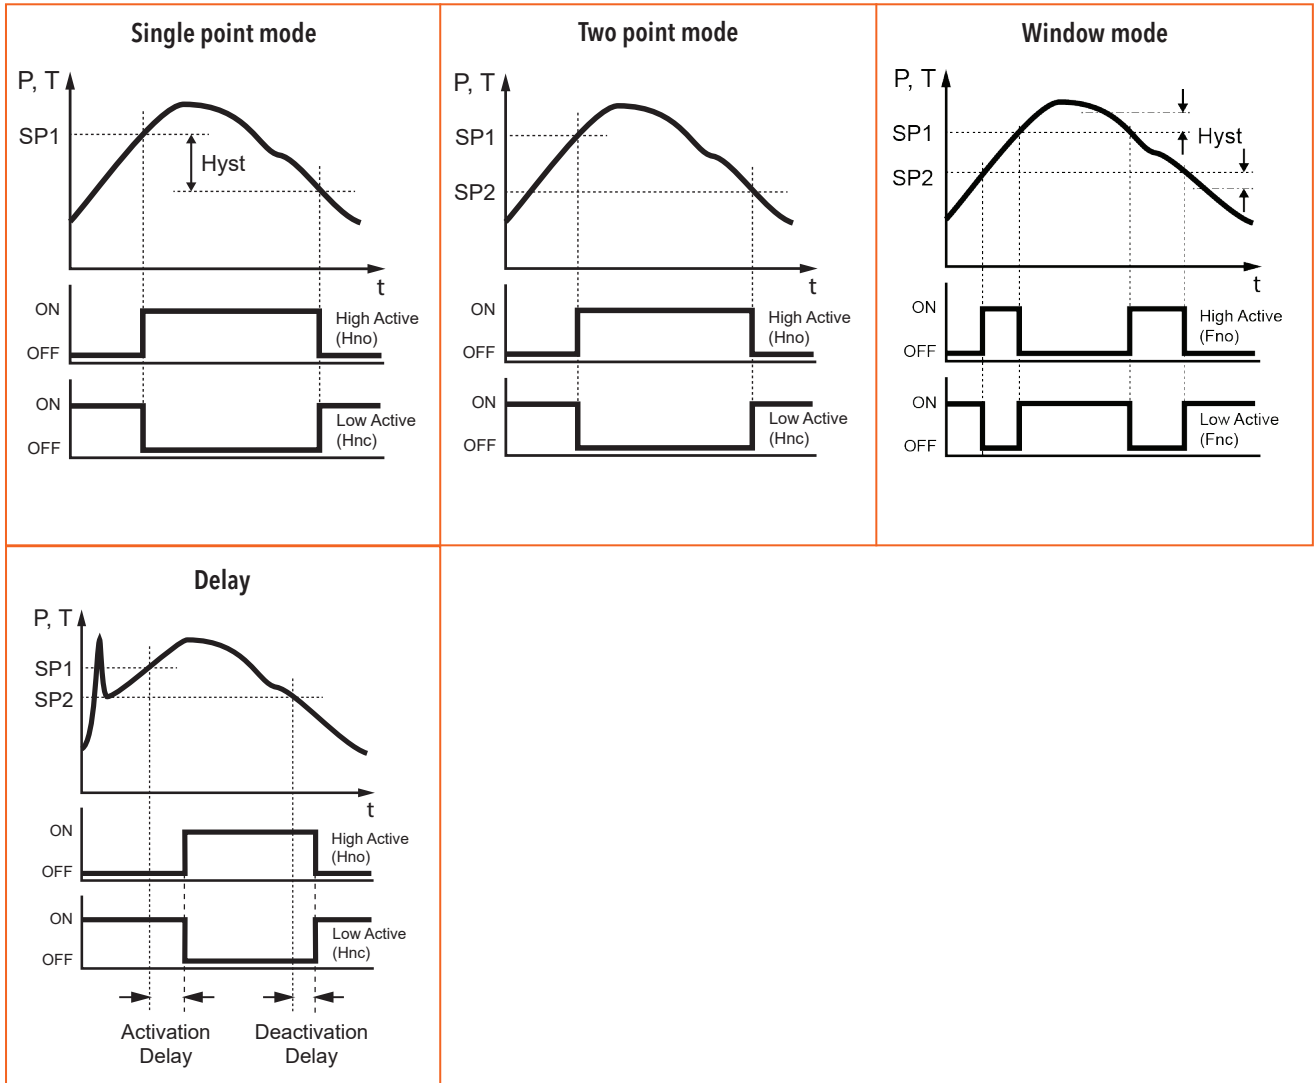 Single point mode
P, T
SP1
Hyst
t
ON
High Active
(Hno)
OFF
ON
Low Active
(Hnc)
OFF
Two point mode
P, T
SP1
SP2
t
ON
High Active
(Hno)
OFF
ON
Low Active
(Hnc)
OFF
Window mode
P, T
SP1
Hyst
SP2
t
ON
High Active
(Fno)
OFF
ON
Low Active
(Fnc)
OFF
Delay
P, T
SP1
SP2
t
ON
High Active
(Hno)
OFF
ON
Low Active
(Hnc)
OFF
Activation
Delay
Deactivation
Delay